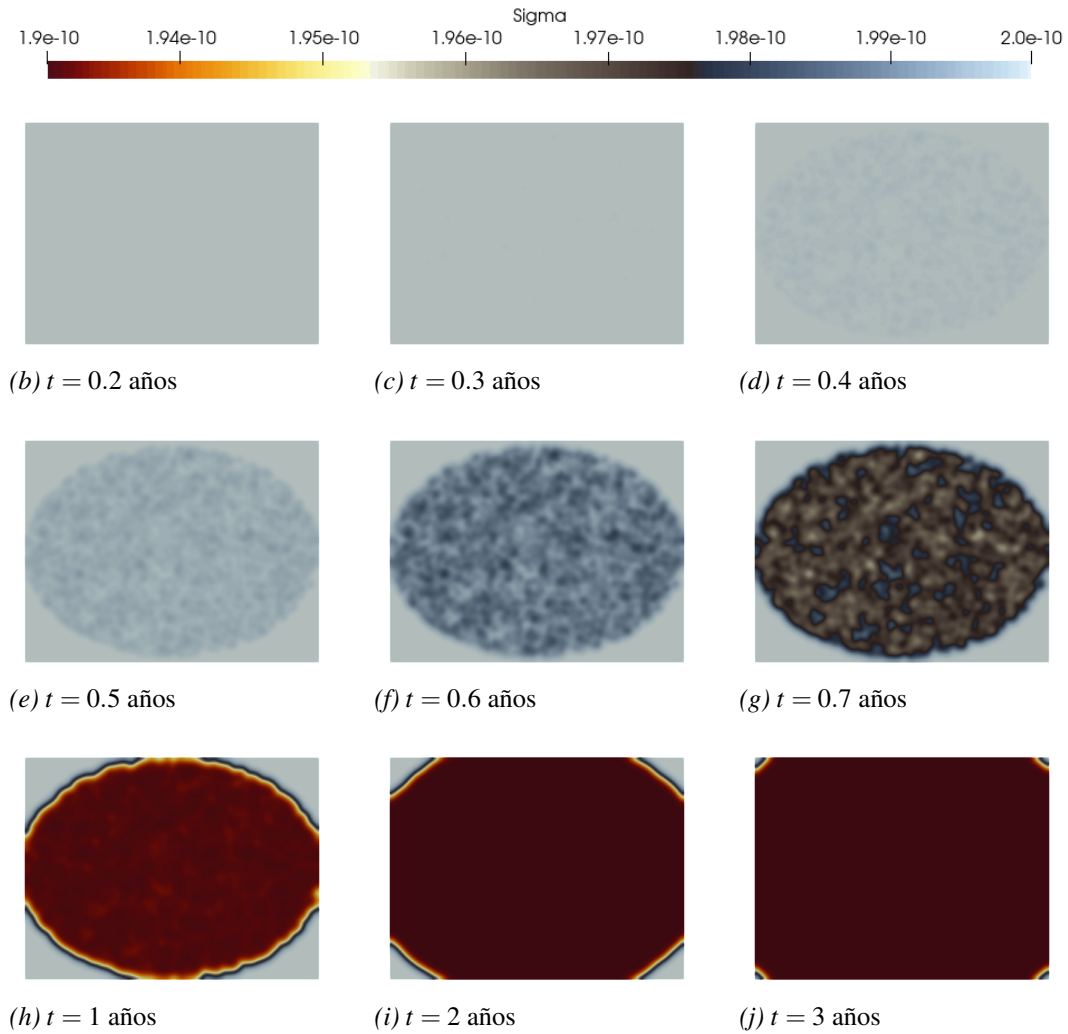 Sigma
1.9e-10 1.94e-10 1.95e-10 1.96e-10 1.97e-10 1.98e-10 1.99e-10 2.0e-10
(b) t = 0.2 años (c) t = 0.3 años (d) t = 0.4 años
(e) t = 0.5 años (f) t = 0.6 años (g) t = 0.7 años
(h) t = 1 años (i) t = 2 años (j) t = 3 años